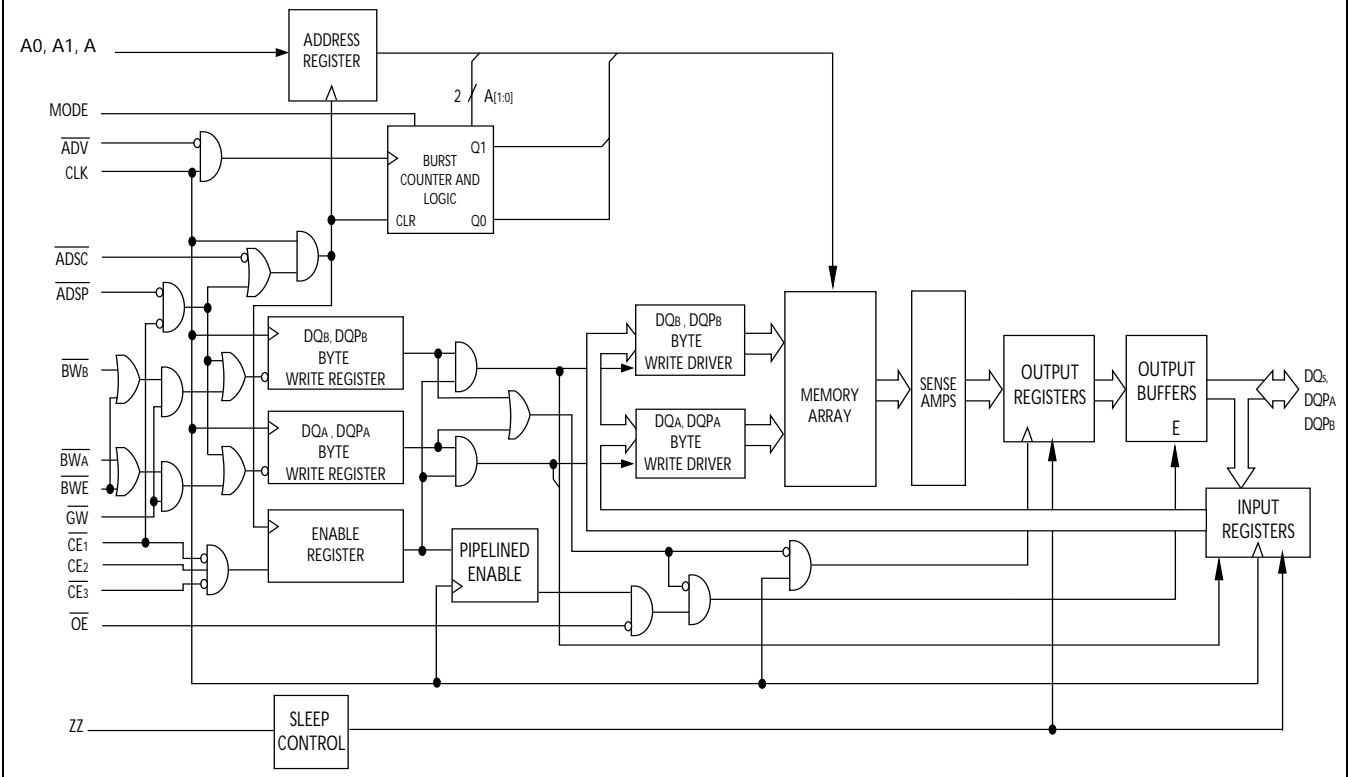 A0, A1, A
ADDRESS
REGISTER
MODE
2
A[1:0]
ADV
CLK
BURST
COUNTER AND
LOGIC
Q1
CLR
Q0
ADSC
ADSP
DQB, DQPB
BYTE
WRITE REGISTER
BWB
DQA, DQPA
BYTE
WRITE REGISTER
BWA
BWE
GW
CE1
CE2
CE3
ENABLE
REGISTER
PIPELINED
ENABLE
OE
DQB, DQPB
BYTE
WRITE DRIVER
DQA, DQPA
BYTE
WRITE DRIVER
MEMORY
ARRAY
SENSE
AMPS
OUTPUT
REGISTERS
OUTPUT
BUFFERS
E
DQs,
DQPA
DQPB
INPUT
REGISTERS
ZZ
SLEEP
CONTROL